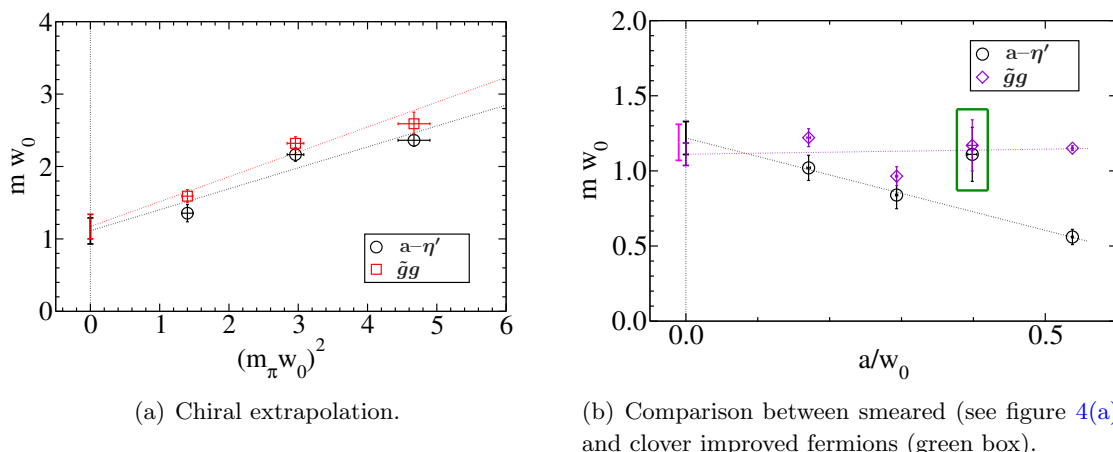 4
3
2
1
0
m w0
0 1 2 3 4 5 6
(mπw0)²
a–η′
g̃g
(a) Chiral extrapolation.
2.0
1.5
1.0
0.5
0.0
m w0
0.0 0.5
a/w0
a–η′
g̃g
(b) Comparison between smeared (see figure 4(a)
and clover improved fermions (green box).